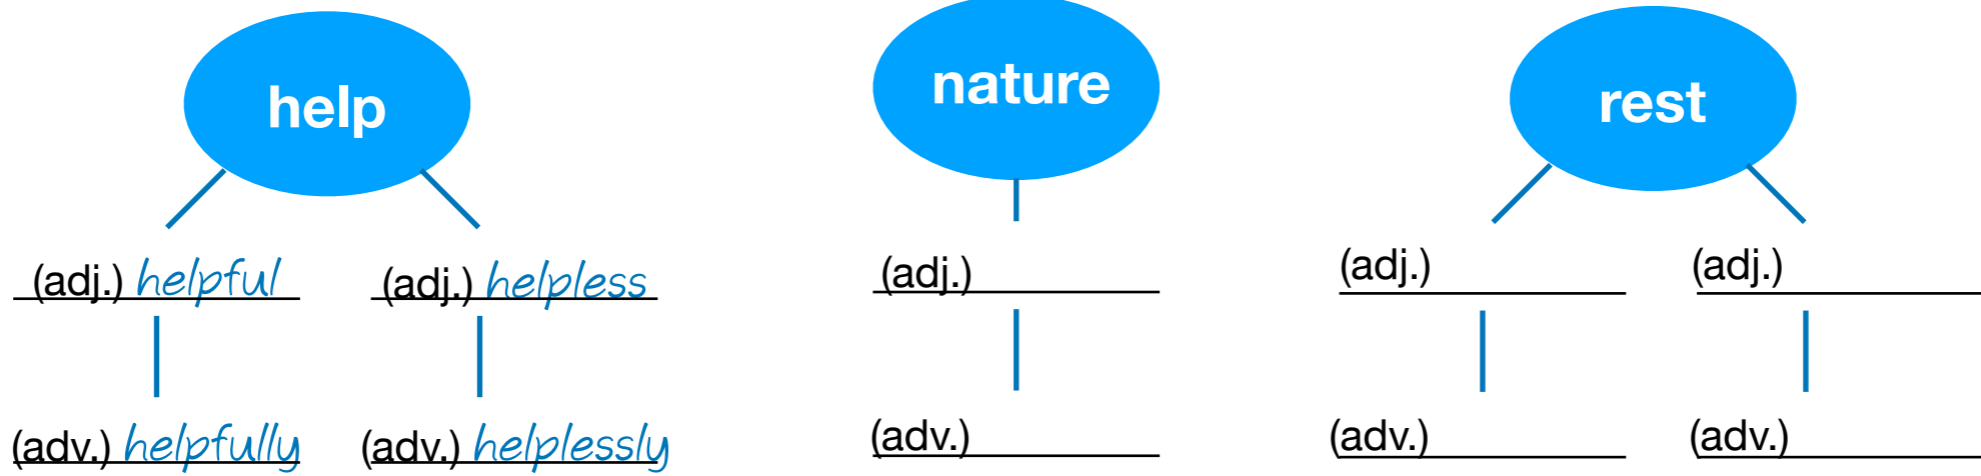 help nature rest
(adj.) helpful (adj.) helpless (adj.) (adj.) (adj.)
(adv.) helpfully (adv.) helplessly (adv.) (adv.) (adv.)